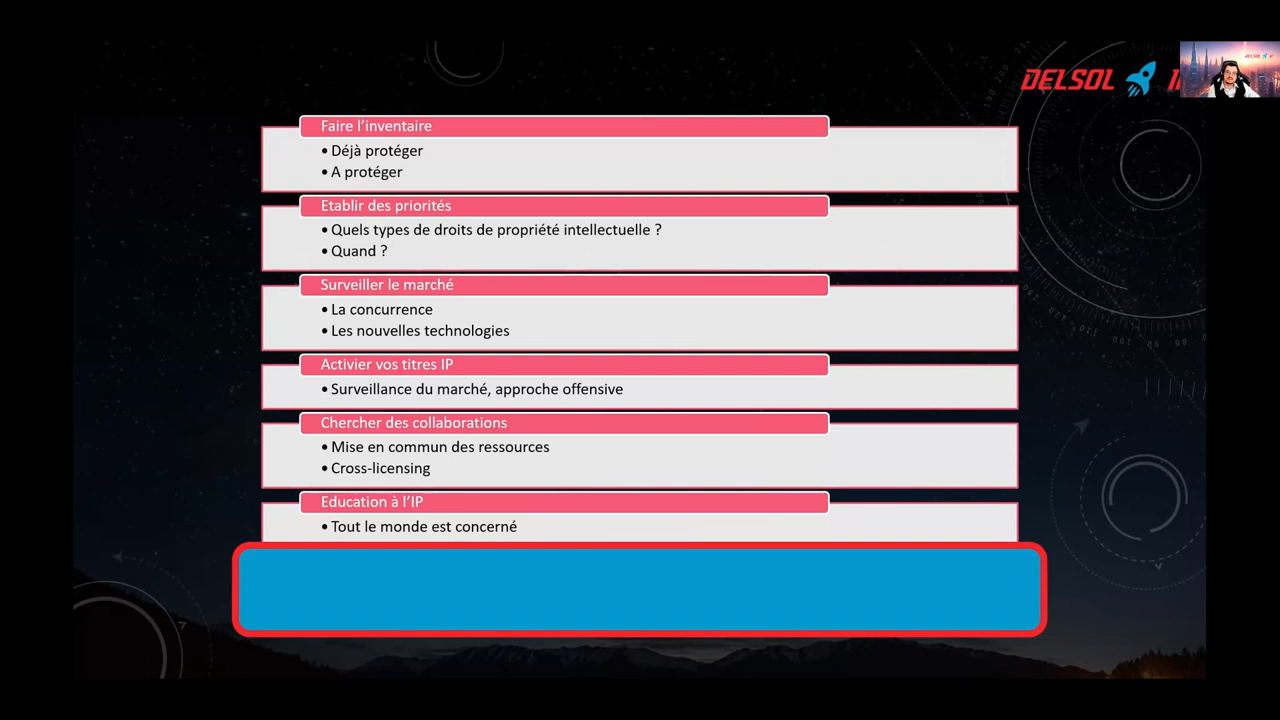 DELSOL
Faire l'inventaire
• Déjà protéger
• A protéger
Etablir des priorités
• Quels types de droits de propriété intellectuelle ?
• Quand ?
Surveiller le marché
• La concurrence
• Les nouvelles technologies
Activier vos titres IP
• Surveillance du marché, approche offensive
Chercher des collaborations
• Mise en commun des ressources
• Cross-licensing
Education à l'IP
• Tout le monde est concerné